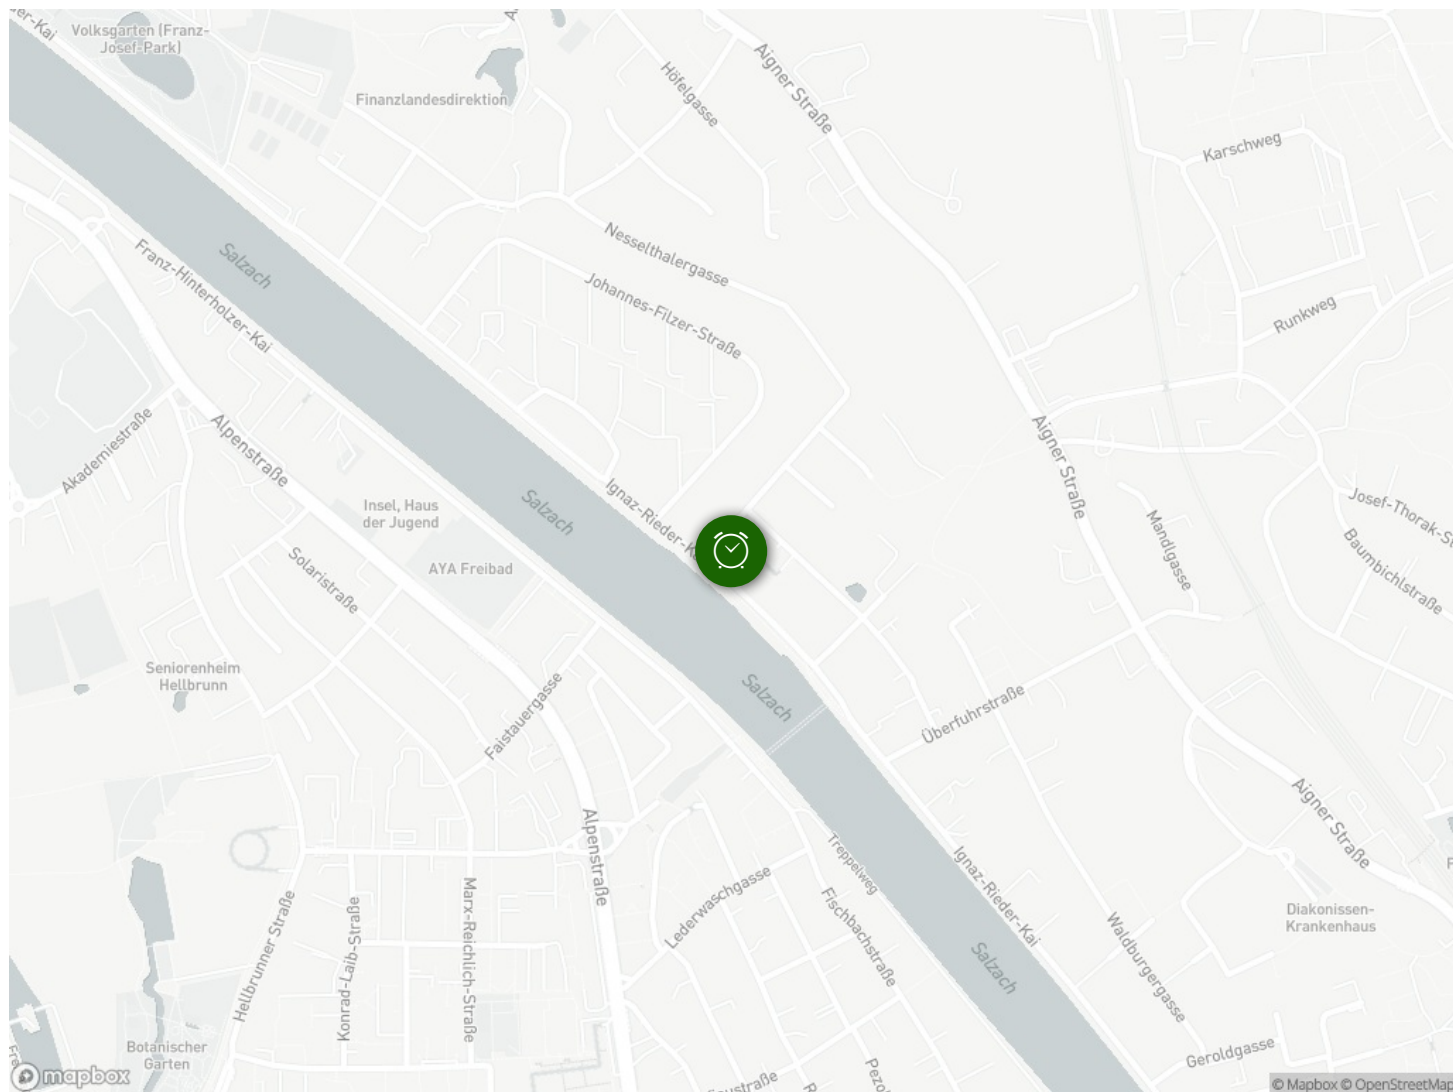 Volksgarten (Franz-
Josef-Park)
Finanzlandesdirektion
Höfelgasse
Aigner Straße
Karschweg
Salzach
Franz-Hinterholzer-Kai
Nesselthalergasse
Johannes-Filzer-Straße
Runkweg
Akademiestraße
Alpenstraße
Insel, Haus
der Jugend
Salzach
Ignaz-Rieder-K
Aigner Straße
Mandlgasse
Josef-Thorak-St
Baumbichlstraße
Solaristraße
AYA Freibad
Seniorenheim
Hellbrunn
Faistauergasse
Salzach
Überfuhrstraße
Aigner Straße
Alpenstraße
Treppelweg
Ignaz-Rieder-Kai
Lederwaschgasse
Fischbachstraße
Diakonissen-
Krankenhaus
Waldburgergasse
Hellbrunner Straße
Konrad-Laib-Straße
Marx-Reichlich-Straße
Salzach
Botanischer
Garten
Geroldgasse
mapbox
© Mapbox © OpenStreetMap